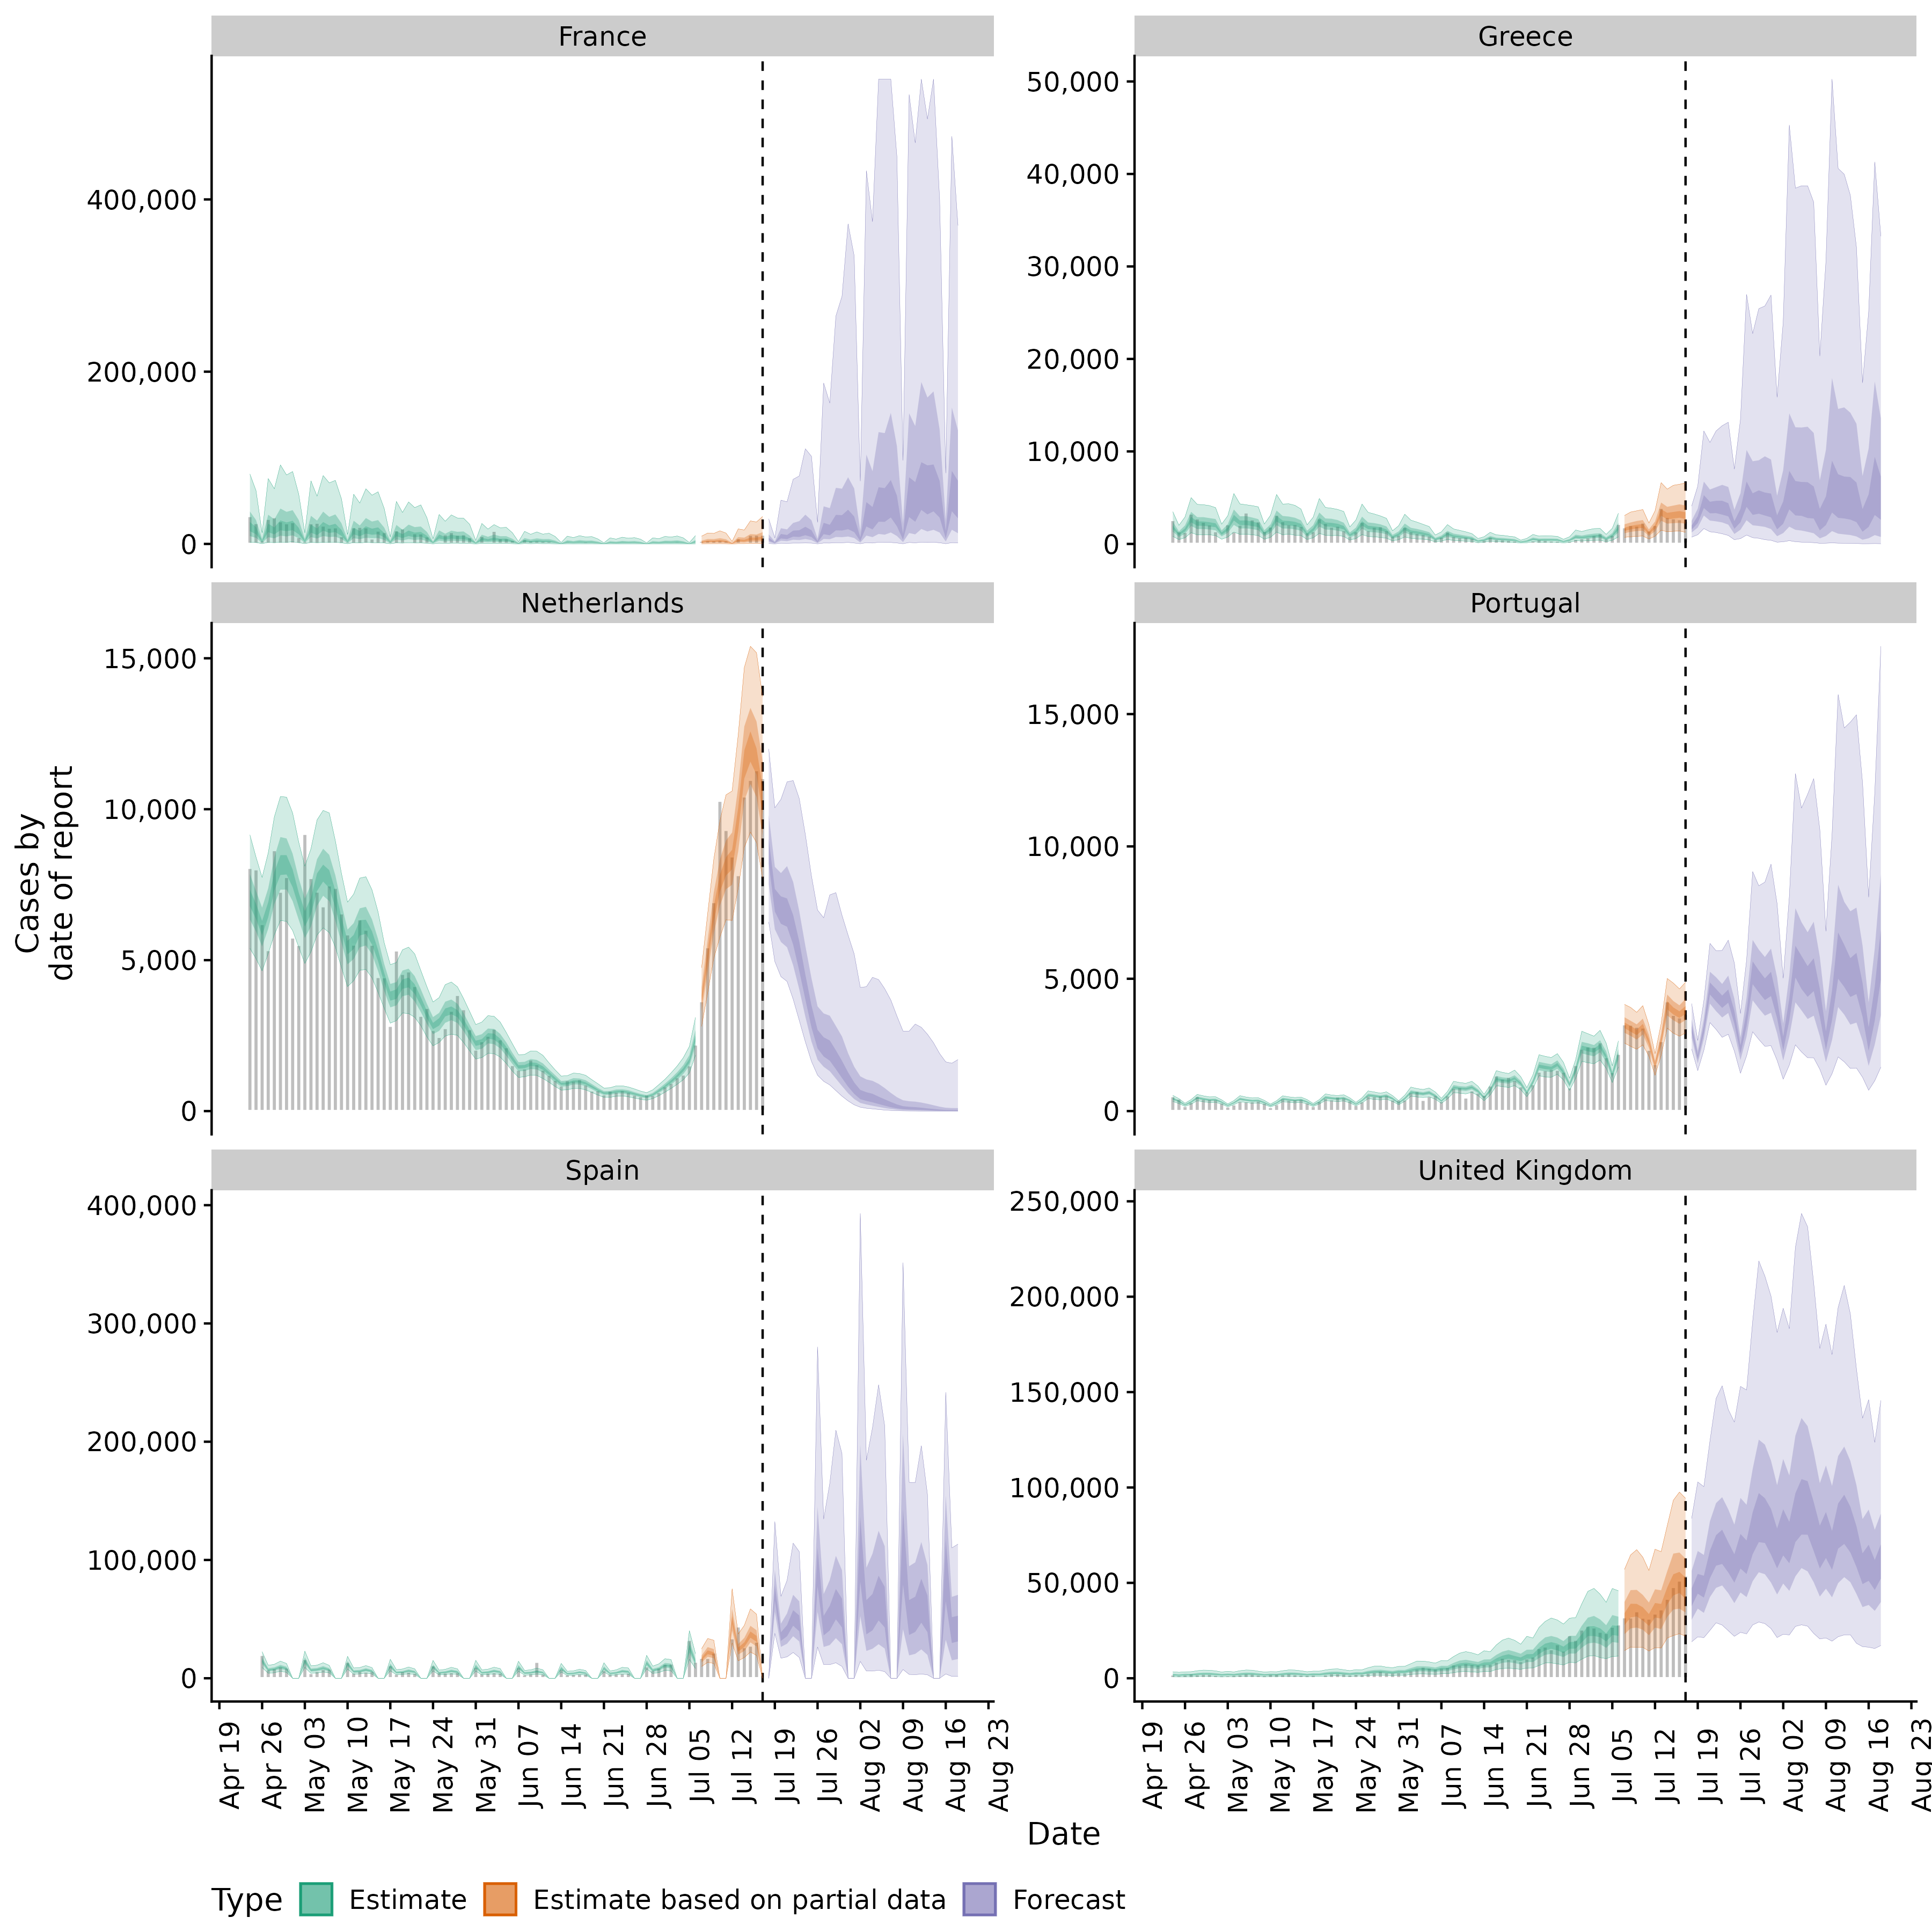 France
Greece
400,000
200,000
0
50,000
40,000
30,000
20,000
10,000
0
Netherlands
Portugal
15,000
10,000
5,000
0
15,000
10,000
5,000
0
Cases by
date of report
Spain
United Kingdom
400,000
300,000
200,000
100,000
0
250,000
200,000
150,000
100,000
50,000
0
Apr 19
Apr 26
May 03
May 10
May 17
May 24
May 31
Jun 07
Jun 14
Jun 21
Jun 28
Jul 05
Jul 12
Jul 19
Jul 26
Aug 02
Aug 09
Aug 16
Aug 23
Apr 19
Apr 26
May 03
May 10
May 17
May 24
May 31
Jun 07
Jun 14
Jun 21
Jun 28
Jul 05
Jul 12
Jul 19
Jul 26
Aug 02
Aug 09
Aug 16
Aug 23
Date
Type Estimate Estimate based on partial data Forecast